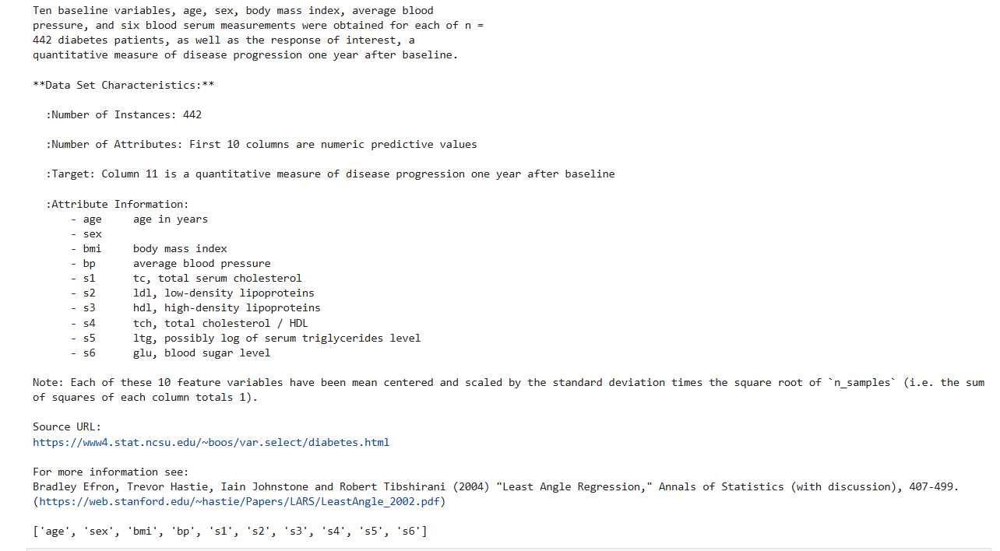 Ten baseline variables, age, sex, body mass index, average blood
pressure, and six blood serum measurements were obtained for each of n =
442 diabetes patients, as well as the response of interest, a
quantitative measure of disease progression one year after baseline.
**Data Set Characteristics:**
:Number of Instances: 442
:Number of Attributes: First 10 columns are numeric predictive values
:Target: Column 11 is a quantitative measure of disease progression one year after baseline
:Attribute Information:
- age     age in years
- sex
- bmi     body mass index
- bp      average blood pressure
- s1      tc, total serum cholesterol
- s2      ldl, low-density lipoproteins
- s3      hdl, high-density lipoproteins
- s4      tch, total cholesterol / HDL
- s5      ltg, possibly log of serum triglycerides level
- s6      glu, blood sugar level
Note: Each of these 10 feature variables have been mean centered and scaled by the standard deviation times the square root of `n_samples` (i.e. the sum
of squares of each column totals 1).
Source URL:
https://www4.stat.ncsu.edu/~boos/var.select/diabetes.html
For more information see:
Bradley Efron, Trevor Hastie, Iain Johnstone and Robert Tibshirani (2004) "Least Angle Regression," Annals of Statistics (with discussion), 407-499.
(https://web.stanford.edu/~hastie/Papers/LARS/LeastAngle_2002.pdf)
['age', 'sex', 'bmi', 'bp', 's1', 's2', 's3', 's4', 's5', 's6']